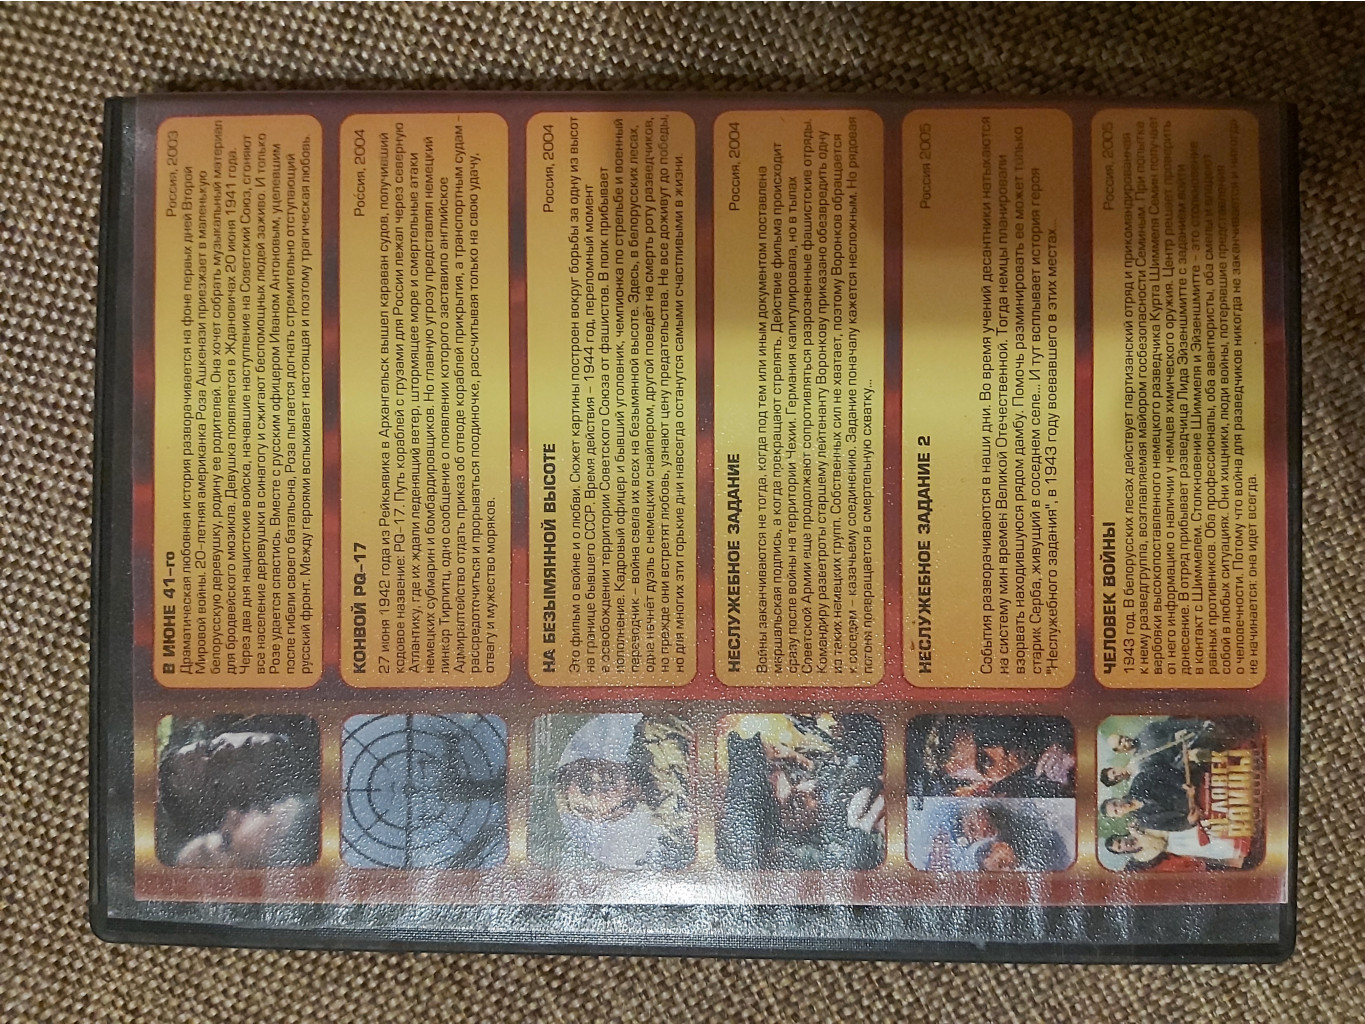 В ИЮНЕ 41-го
Россия, 2003
Драматическая любовная история разворачивается на фоне первых дней Второй
Мировой войны. 20-летняя американка Роза Ашкенази приезжает в маленькую
белорусскую деревушку, родину ее родителей. Она хочет собрать музыкальный материал
для бродвейского мюзикла. Девушка появляется в Ждановичах 20 июня 1941 года.
Через два дня нацистские войска, начавшие наступление на Советский Союз, сгоняют
все население деревушки в синагогу и сжигают беспомощных людей заживо. И только
Розе удается спастись. Вместе с русским офицером Иваном Антоновым, уцелевшим
после гибели своего батальона, Роза пытается догнать стремительно отступающий
русский фронт. Между героями вспыхивает настоящая и поэтому трагическая любовь.
КОНВОЙ PQ-17
Россия, 2004
27 июня 1942 года из Рейкьявика в Архангельск вышел караван судов, получивший
кодовое название: PQ-17. Путь кораблей с грузами для России лежал через северную
Атлантику, где их ждали леденящий ветер, штормящее море и смертельные атаки
немецких субмарин и бомбардировщиков. Но главную угрозу представлял немецкий
линкор Тирпитц, одно сообщение о появлении которого заставило английское
Адмиралтейство отдать приказ об отводе кораблей прикрытия, а транспортным судам –
рассредоточиться и прорываться поодиночке, рассчитывая только на свою удачу,
отвагу и мужество моряков.
НА БЕЗЫМЯННОЙ ВЫСОТЕ
Россия, 2004
Это фильм о войне и о любви. Сюжет картины построен вокруг борьбы за одну из высот
на границе бывшего СССР. Время действия – 1944 год, переломный момент
в освобождении территории Советского Союза от фашистов. В полк прибывает
пополнение. Кадровый офицер и бывший уголовник, чемпионка по стрельбе и военный
переводчик – война свела их всех на безымянной высоте. Здесь, в белорусских лесах,
одна начнёт дуэль с немецким снайпером, другой поведёт на смерть роту разведчиков,
они встретят любовь, узнают цену предательства. Не все доживут до победы,
но для многих эти горькие дни навсегда останутся самыми счастливыми в жизни
НЕСЛУЖЕБНОЕ ЗАДАНИЕ
Россия, 2004
Войны заканчиваются не тогда, когда под тем или иным документом поставлена
маршальская подпись, а когда прекращают стрелять. Действие фильма происходит
сразу после войны на территории Чехии. Германия капитулировала, но в тылах
Советской Армии еще продолжают сопротивляться разрозненные фашистские отряды.
Командиру разведроты старшему лейтенанту Воронкову приказано обезвредить одну
из таких немецких групп. Собственных сил не хватает, поэтому Воронков обращается
к соседям – казачьему соединению. Задание поначалу кажется несложным. Но рядовая
погоня превращается в смертельную схватку...
НЕСЛУЖЕБНОЕ ЗАДАНИЕ 2
Россия 2005
События разворачиваются в наши дни. Во время учений десантники натыкаются
на систему мин времен Великой Отечественной. Тогда немцы планировали
взорвать находившуюся рядом дамбу. Помочь разминировать ее может только
старик Серба, живущий в соседнем селе... И тут всплывает история героя
"Неслужебного задания", в 1943 году воевавшего в этих местах...
ЧЕЛОВЕК ВОЙНЫ
Россия, 2005
1943 год. В белорусских лесах действует партизанский отряд и прикомандированная
к нему разведгруппа, возглавляемая майором госбезопасности Семиным. При попытке
вербовки высокопоставленного немецкого разведчика Курта Шиммеля Семин получает
от него информацию о наличии у немцев химического оружия. Центр решает проверить
донесение. В отряд прибывает разведчица Лида Эйзеншмитте с заданием войти
в контакт с Шиммелем. Столкновение Шиммеля и Эйзеншмитте – это столкновение
равных противников. Оба профессионалы, оба авантюристы, оба смелы и владеют
собой в любых ситуациях. Они хищники, люди войны, потерявшие представление
о человечности. Потому что война для разведчиков никогда не заканчивается и никогда
не начинается: она идет всегда.
ЧЕЛОВЕК
ВОЙНЫ